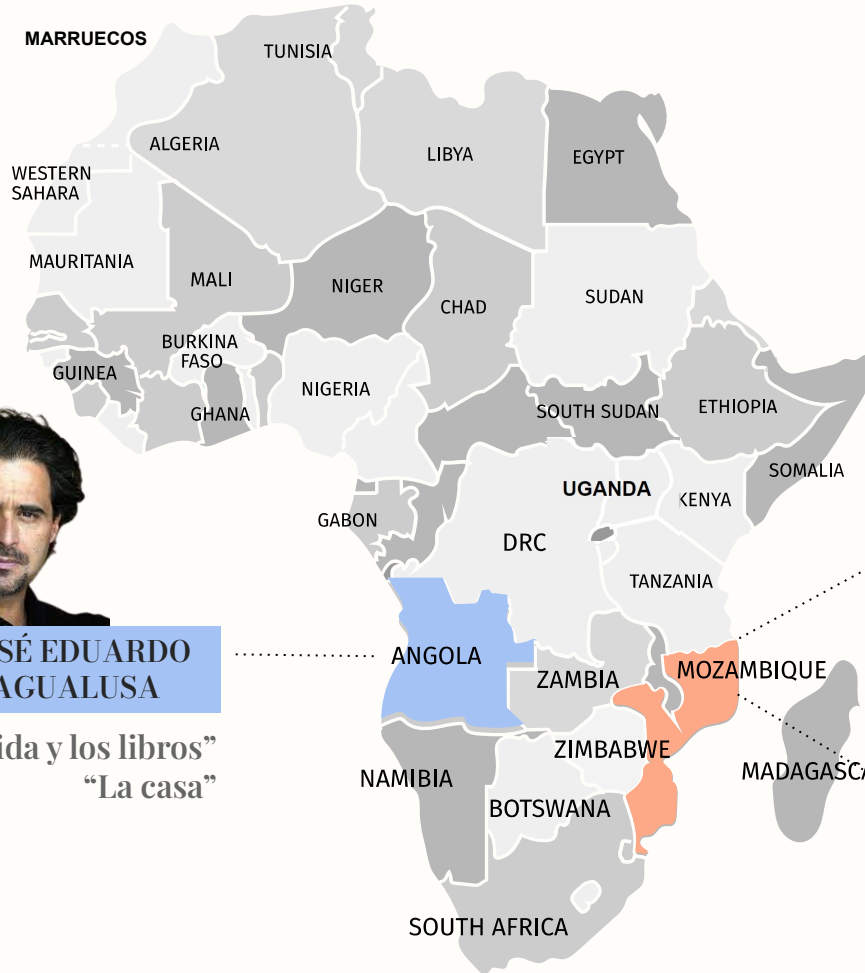 MARRUECOS
TUNISIA
ALGERIA
LIBYA
EGYPT
WESTERN
SAHARA
MAURITANIA
MALI
NIGER
CHAD
SUDAN
BURKINA
FASO
GUINEA
GHANA
NIGERIA
SOUTH SUDAN
ETHIOPIA
SOMALIA
UGANDA
KENYA
GABON
DRC
TANZANIA
SÉ EDUARDO
AGUALUSA
ida y los libros”
“La casa”
ANGOLA
ZAMBIA
MOZAMBIQUE
ZIMBABWE
NAMIBIA
BOTSWANA
MADAGASCA
SOUTH AFRICA